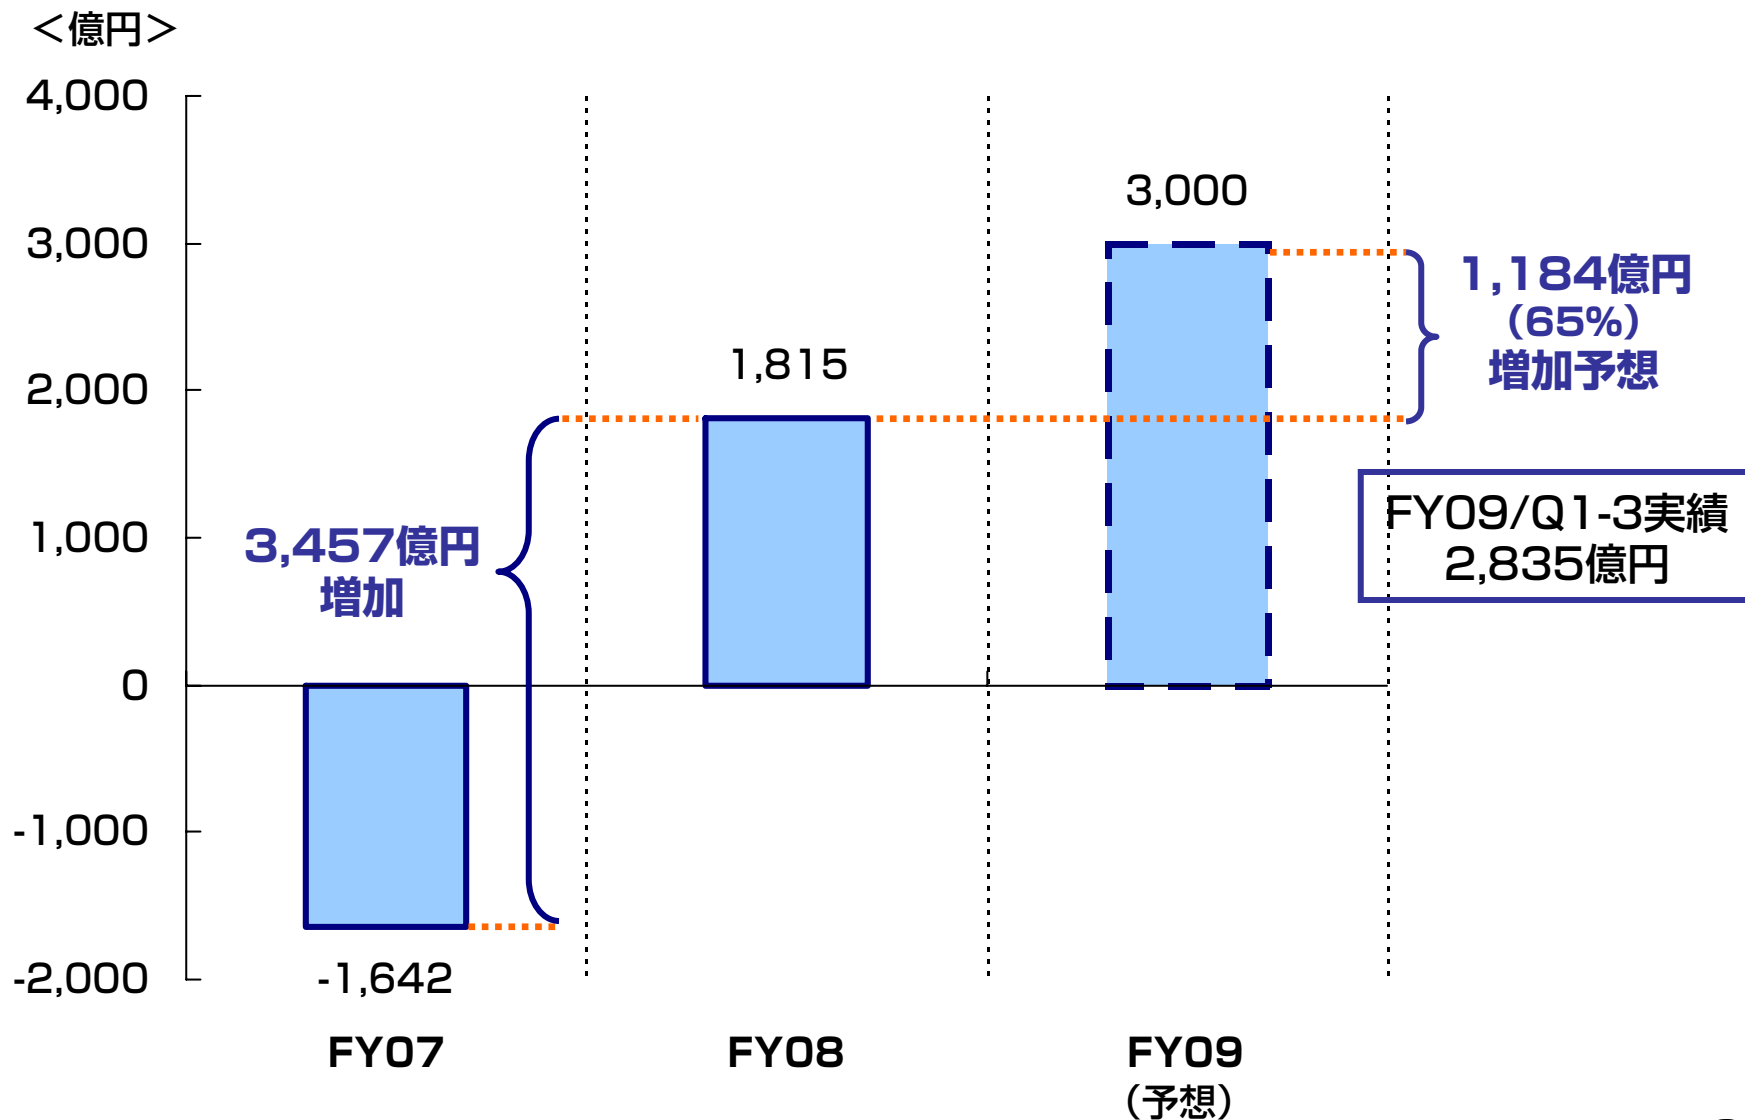 ＜億円＞
4,000
3,000
2,000
1,000
0
-1,000
-2,000
3,000
1,184億円
（65%）
増加予想
1,815
FY09/Q1-3実績
2,835億円
3,457億円
増加
-1,642
FY07
FY08
FY09
（予想）